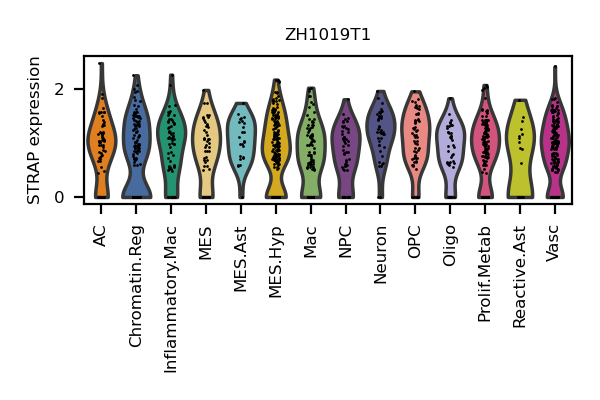 ZH1019T1
STRAP expression
2
0
AC
Chromatin.Reg
Inflammatory.Mac
MES
MES.Ast
MES.Hyp
Mac
NPC
Neuron
OPC
Oligo
Prolif.Metab
Reactive.Ast
Vasc